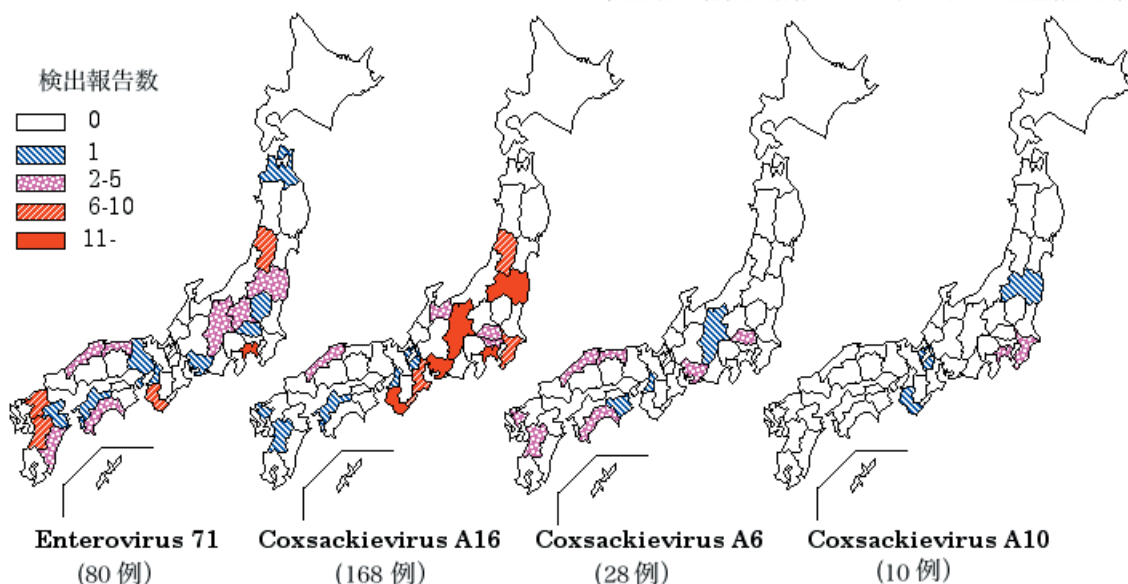 検出報告数
0
1
2-5
6-10
11-
Enterovirus 71
(80 例)
Coxsackievirus A16
(168 例)
Coxsackievirus A6
(28 例)
Coxsackievirus A10
(10 例)